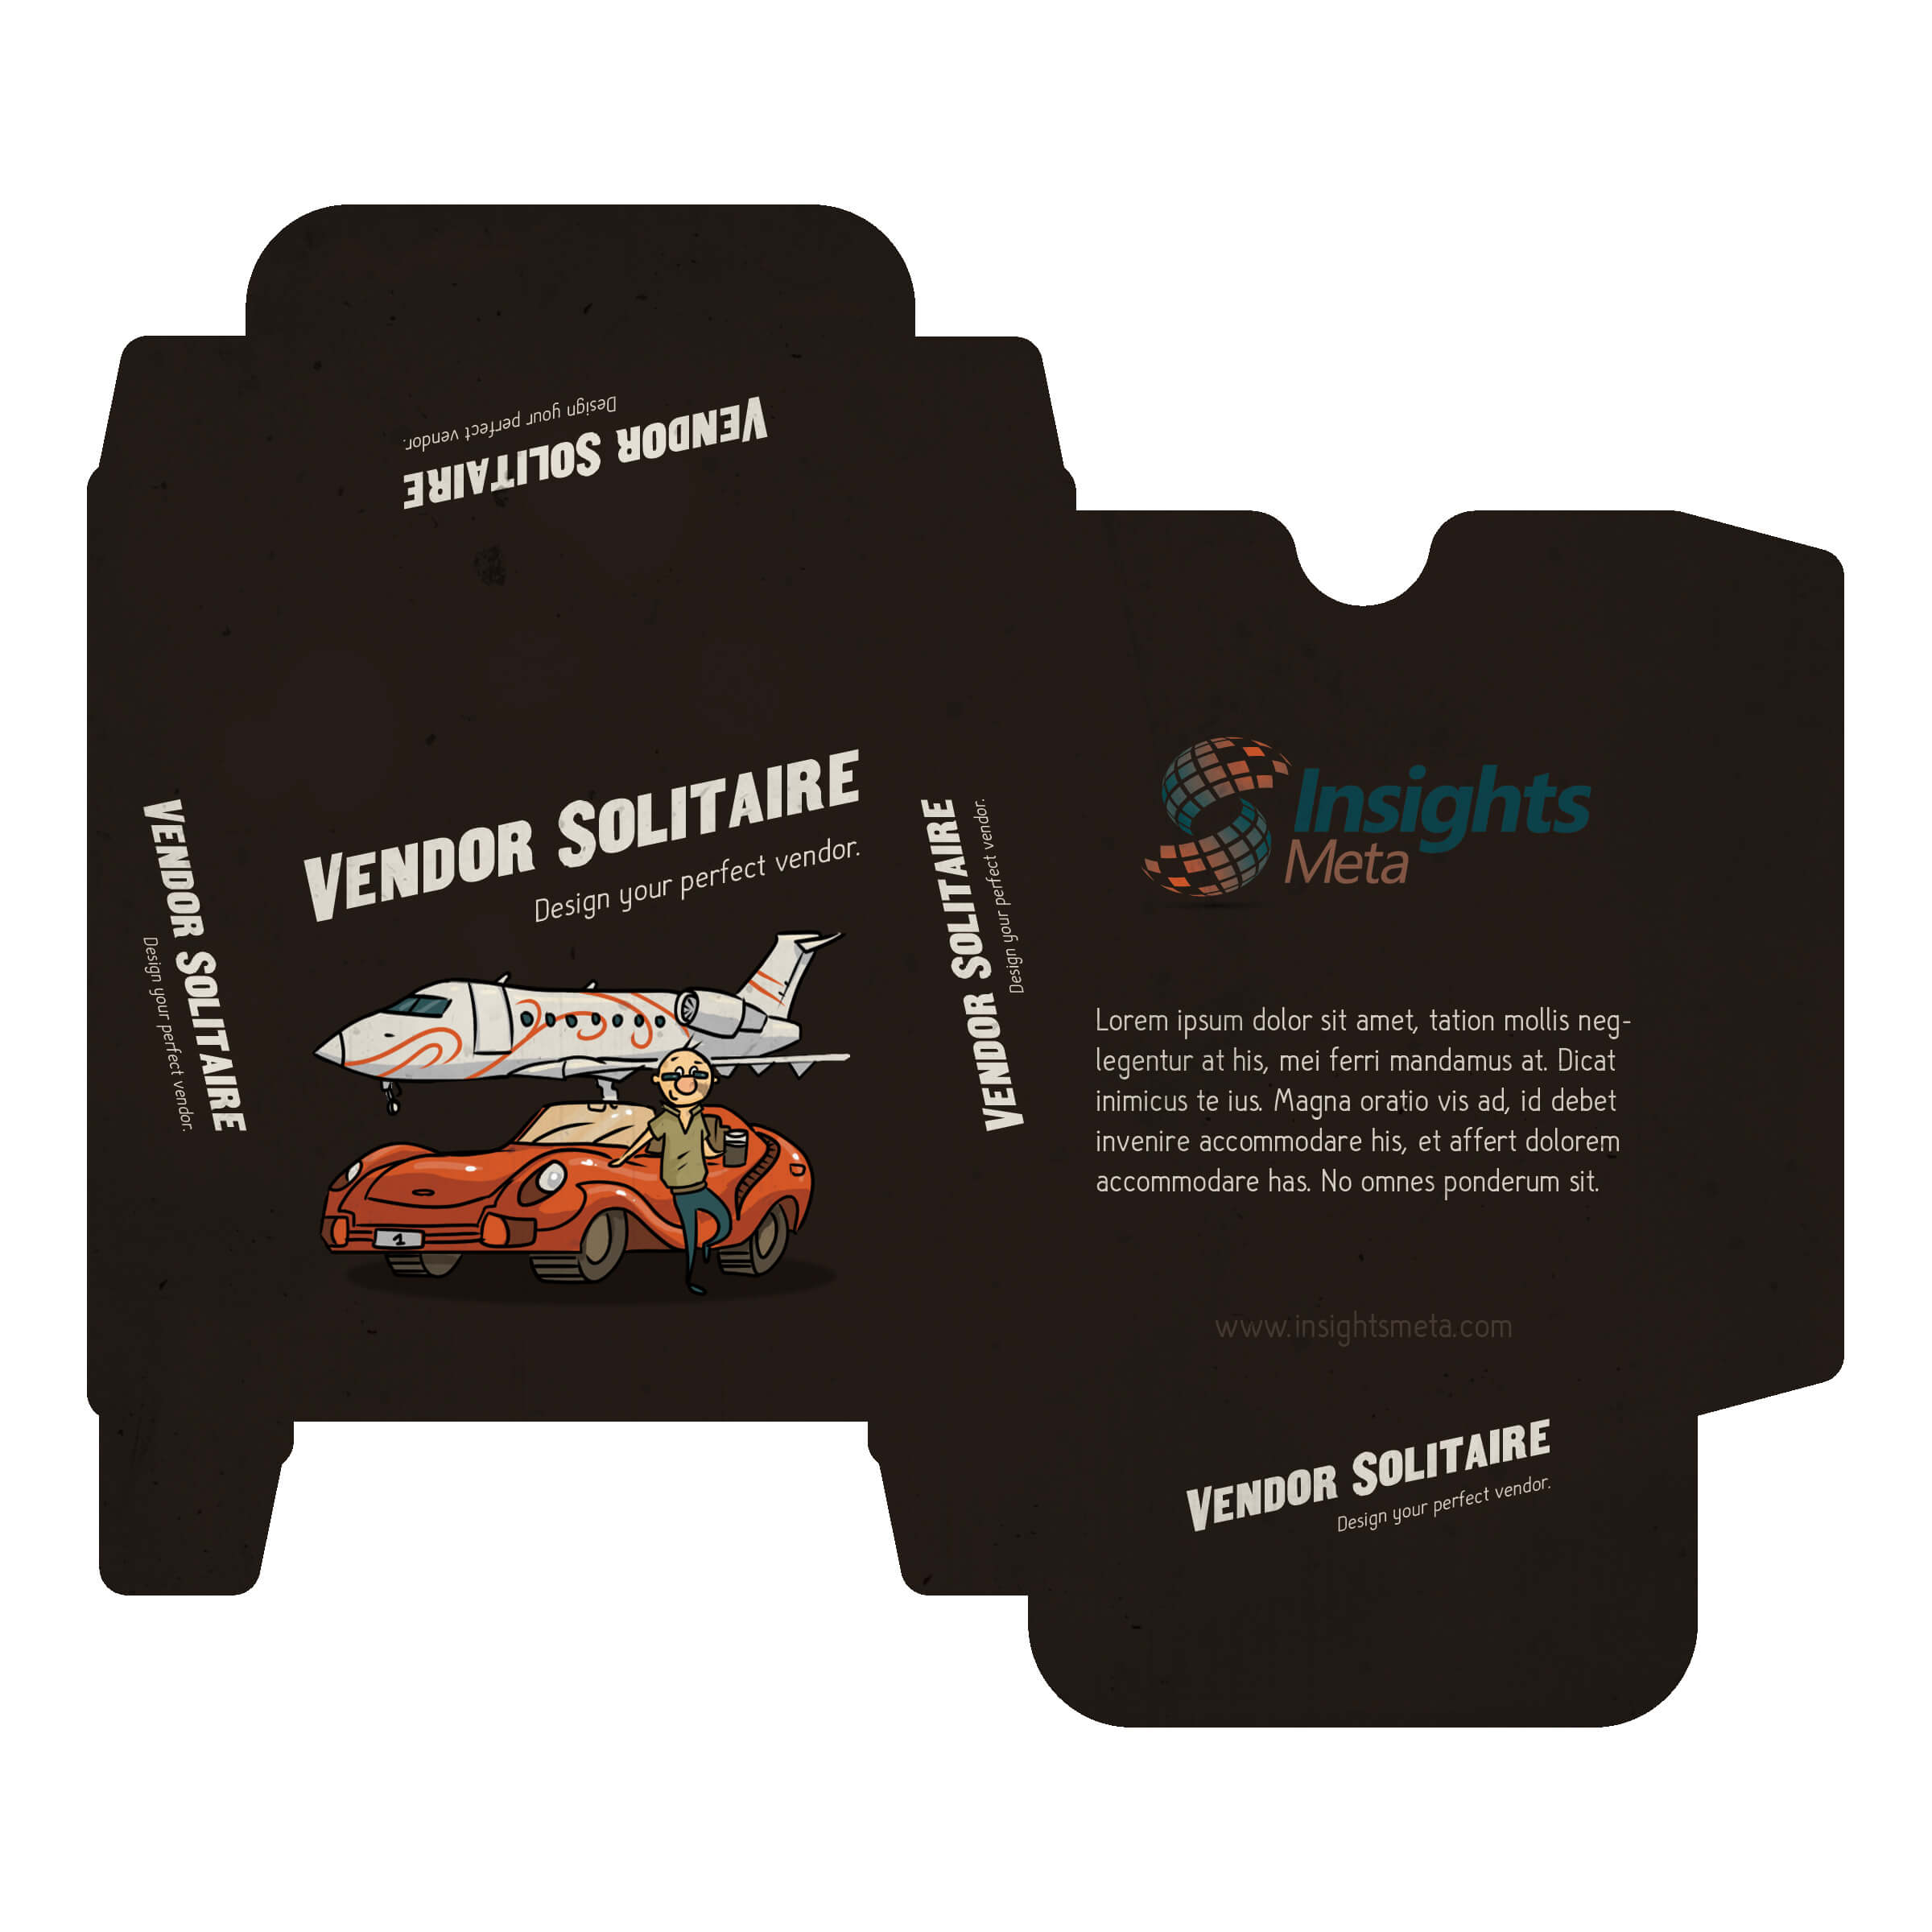 Vendor Solitaire
Design your perfect vendor.
Vendor Solitaire
Design your perfect vendor.
Vendor Solitaire
Design your perfect vendor.
1
Vendor Solitaire
Design your perfect vendor.
Insights
Meta
Lorem ipsum dolor sit amet, tation mollis neg-
legentur at his, mei ferri mandamus at. Dicat
inimicus te ius. Magna oratio vis ad, id debet
invenire accommodare his, et affert dolorem
accommodare has. No omnes ponderum sit.
www.insightsmeta.com
Vendor Solitaire
Design your perfect vendor.